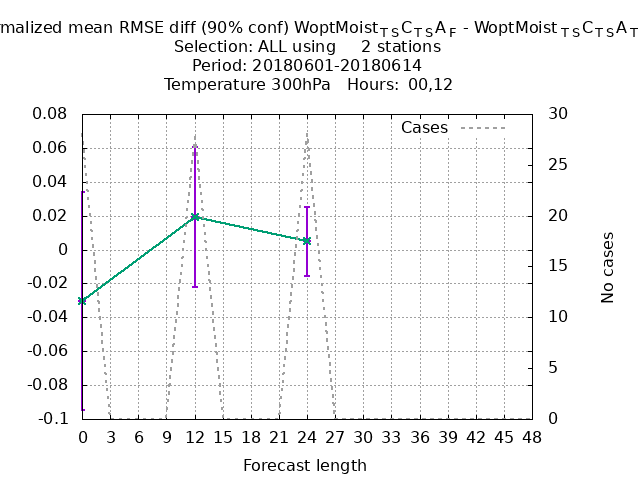 rmalized mean RMSE diff (90% conf) WoptMoist_TSC_TSA_F - WoptMoist_TSC_TSA_T
Selection: ALL using 2 stations
Period: 20180601-20180614
Temperature 300hPa Hours: 00,12
Cases
0.08
0.06
0.04
0.02
0
-0.02
-0.04
-0.06
-0.08
-0.1
30
25
20
15
10
5
0
No cases
0 3 6 9 12 15 18 21 24 27 30 33 36 39 42 45 48
Forecast length